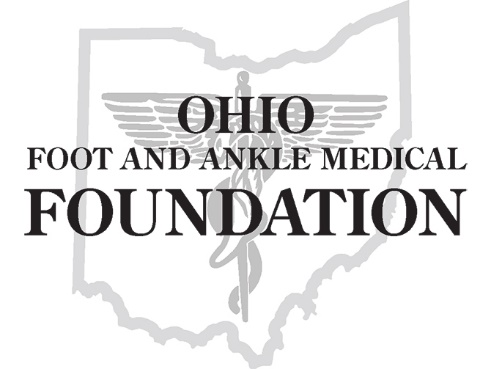 OHIO
FOOT AND ANKLE MEDICAL
FOUNDATION